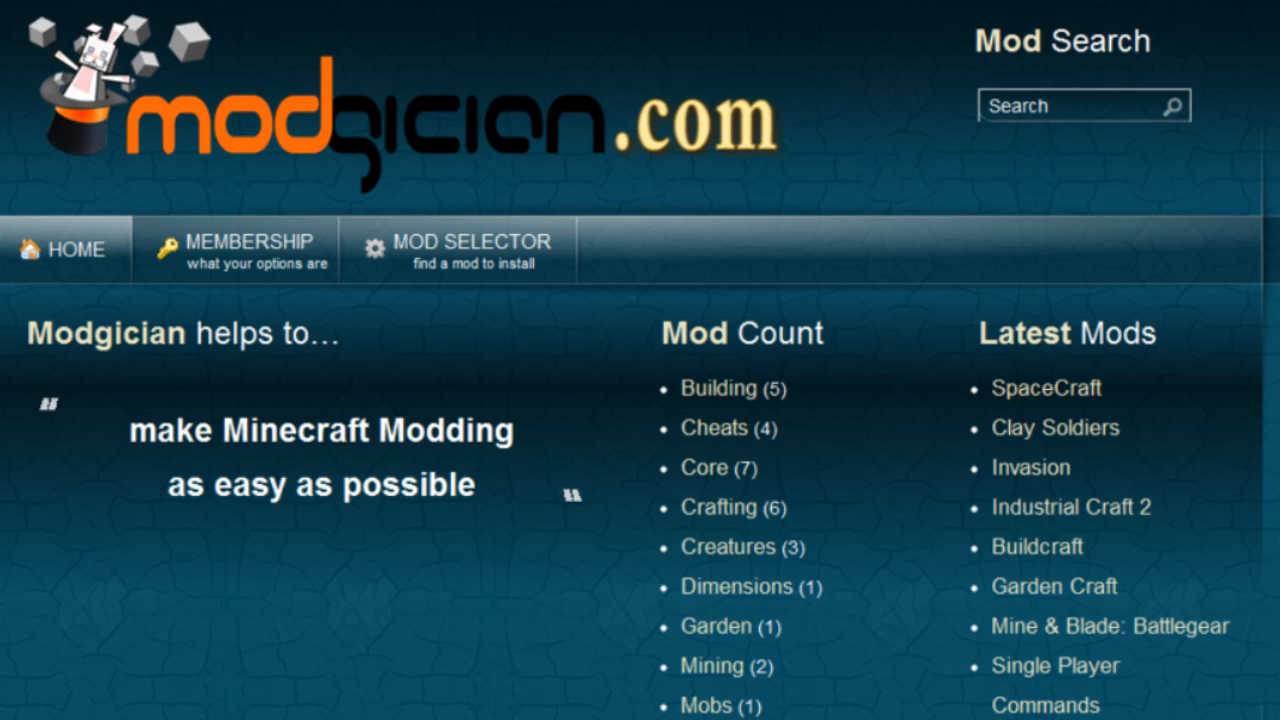 modgician.com
Mod Search
Search
HOME
MEMBERSHIP
what your options are
MOD SELECTOR
find a mod to install
Modgician helps to...
“
make Minecraft Modding
as easy as possible
”
Mod Count
Building (5)
Cheats (4)
Core (7)
Crafting (6)
Creatures (3)
Dimensions (1)
Garden (1)
Mining (2)
Mobs (1)
Latest Mods
SpaceCraft
Clay Soldiers
Invasion
Industrial Craft 2
Buildcraft
Garden Craft
Mine & Blade: Battlegear
Single Player
Commands